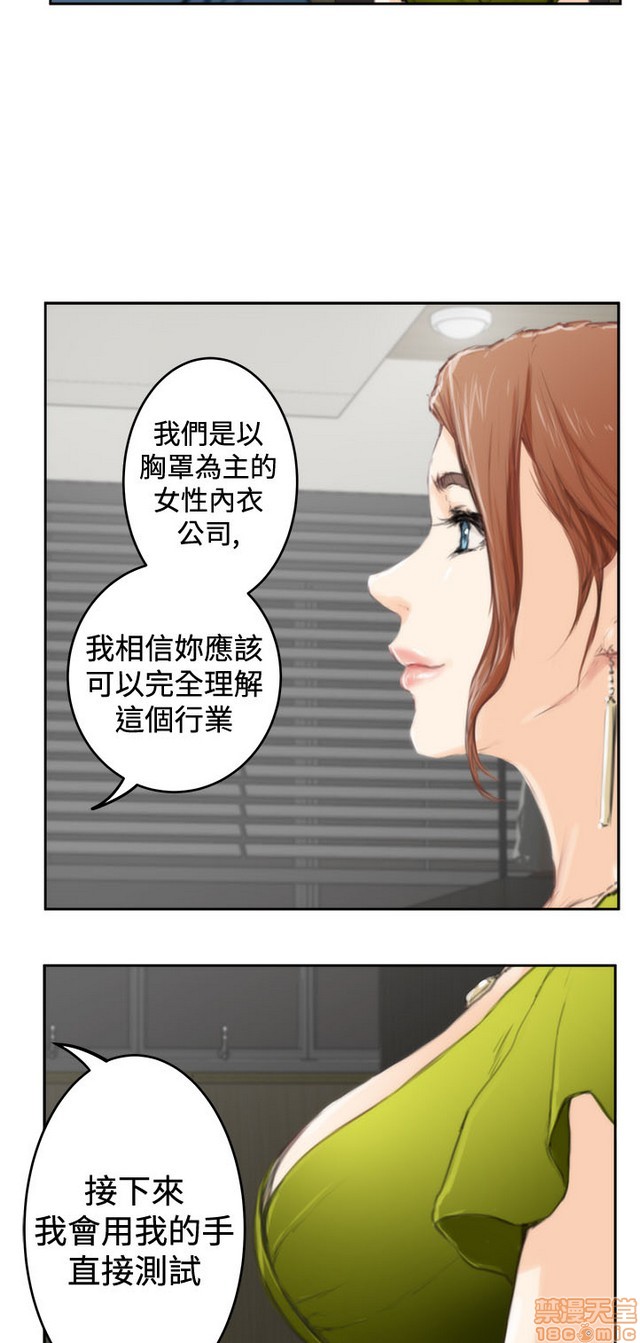 我們是以
胸罩為主的
女性內衣
公司,
我相信妳應該
可以完全理解
這個行業
接下來
我會用我的手
直接測試
禁漫天堂
18comic